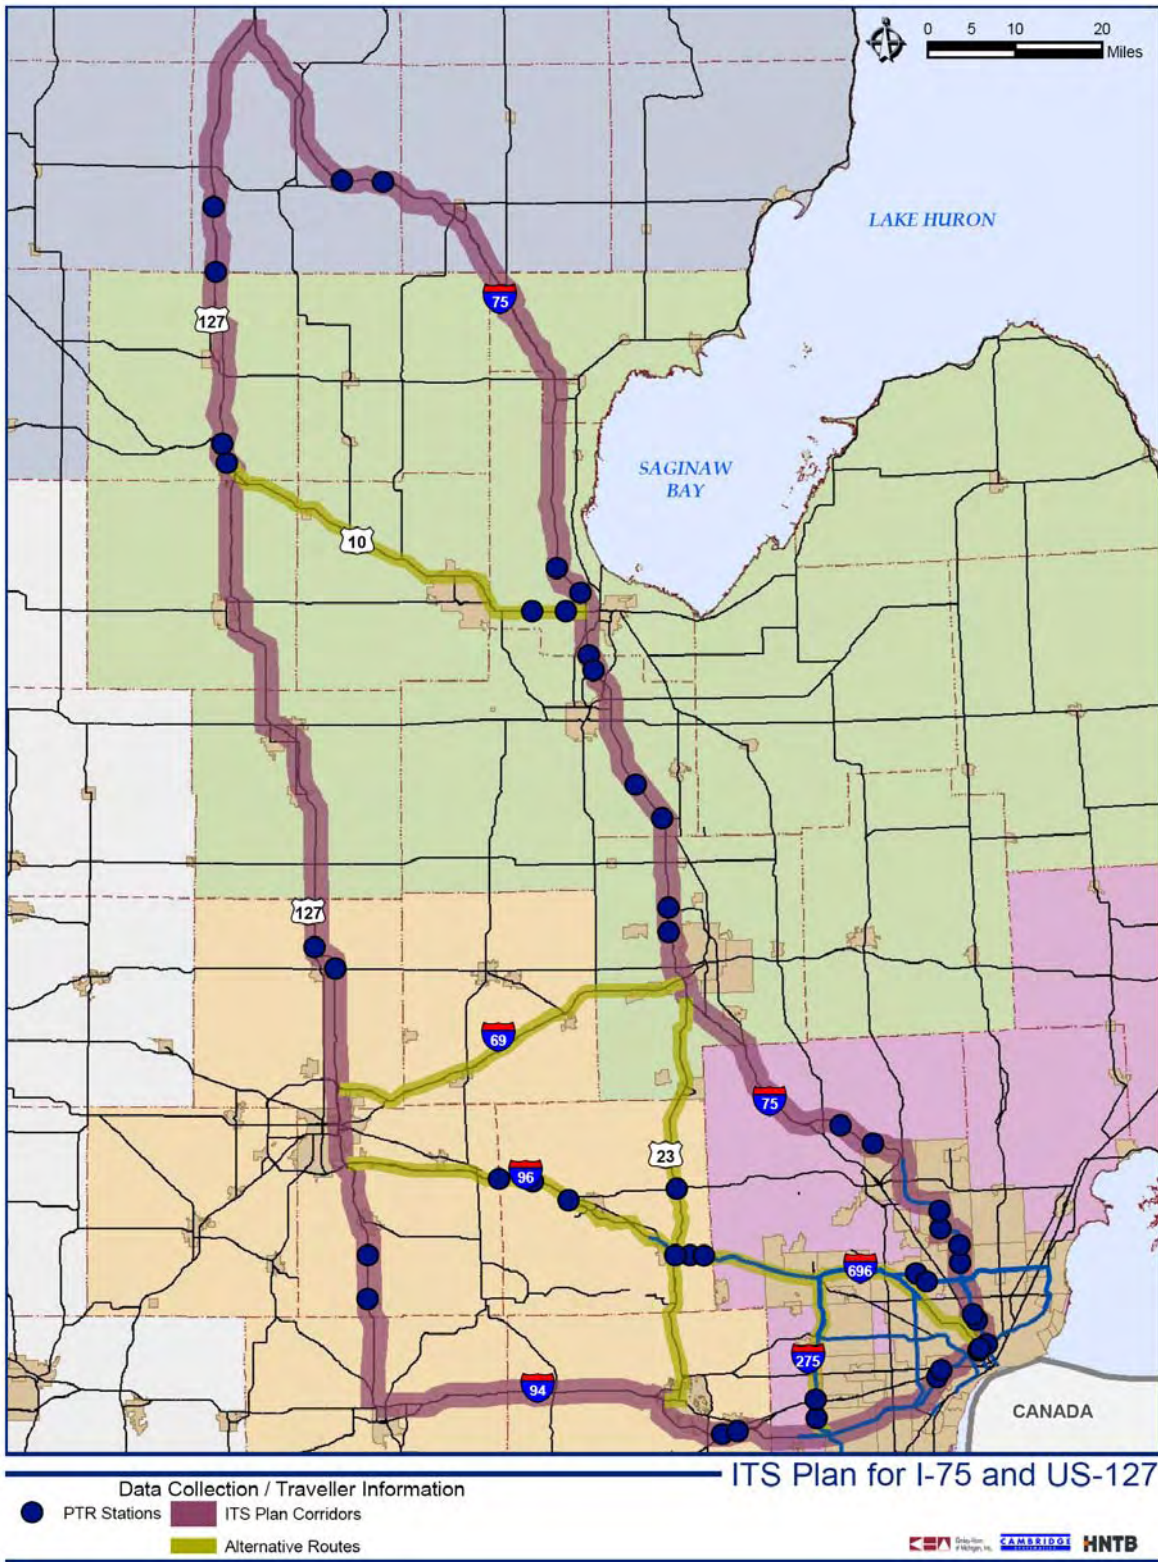 0 5 10 20
Miles
LAKE HURON
127
75
SAGINAW
BAY
10
127
69
75
23
96
696
275
94
CANADA
ITS Plan for I-75 and US-127
Data Collection / Traveller Information
PTR Stations
ITS Plan Corridors
Alternative Routes
CAMBRIDGE
HNTB